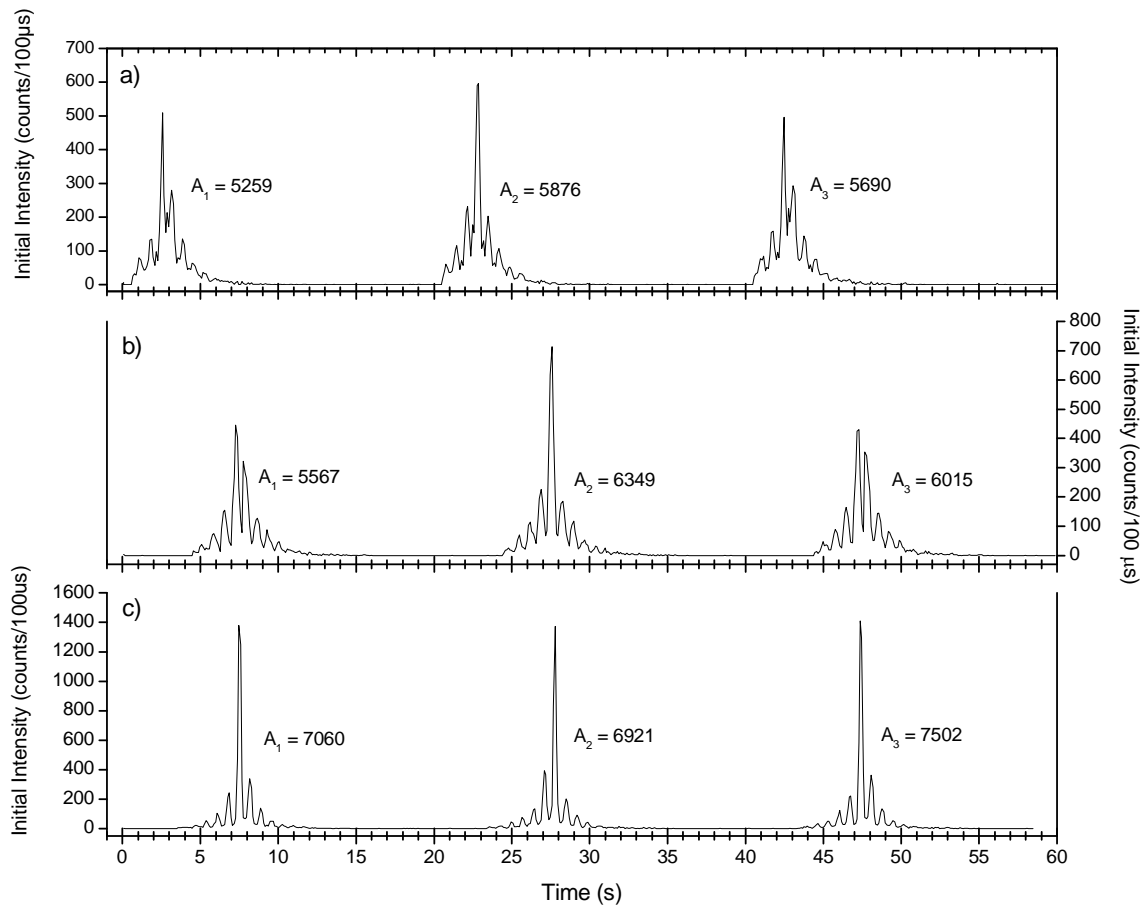 a)
Initial Intensity (counts/100µs)
700
600
500
400
300
200
100
0
A1 = 5259
A2 = 5876
A3 = 5690
b)
A1 = 5567
A2 = 6349
A3 = 6015
800
700
600
500
400
300
200
100
0
Initial Intensity (counts/100 µs)
c)
Initial Intensity (counts/100us)
1600
1400
1200
1000
800
600
400
200
0
A1 = 7060
A2 = 6921
A3 = 7502
0 5 10 15 20 25 30 35 40 45 50 55 60
Time (s)